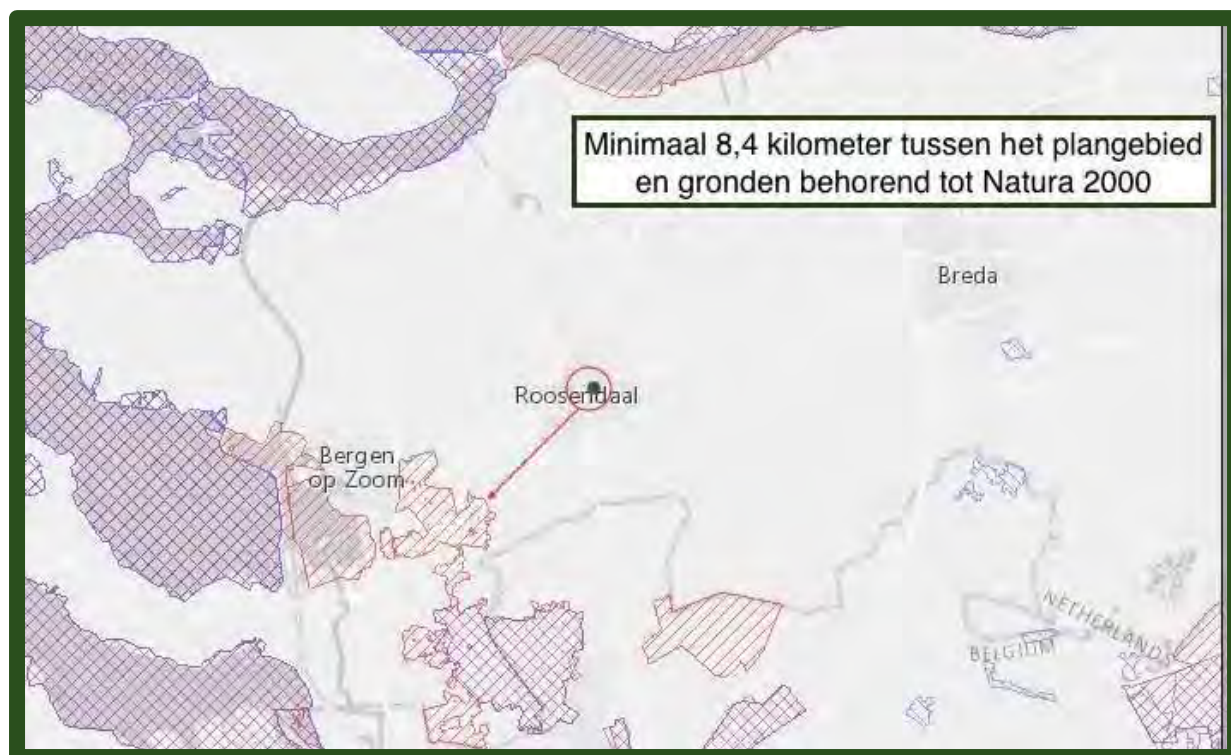 Minimaal 8,4 kilometer tussen het plangebied
en gronden behorend tot Natura 2000
Breda
Roosendaal
Bergen
op Zoom
NETHERLANDS
BELGIUM